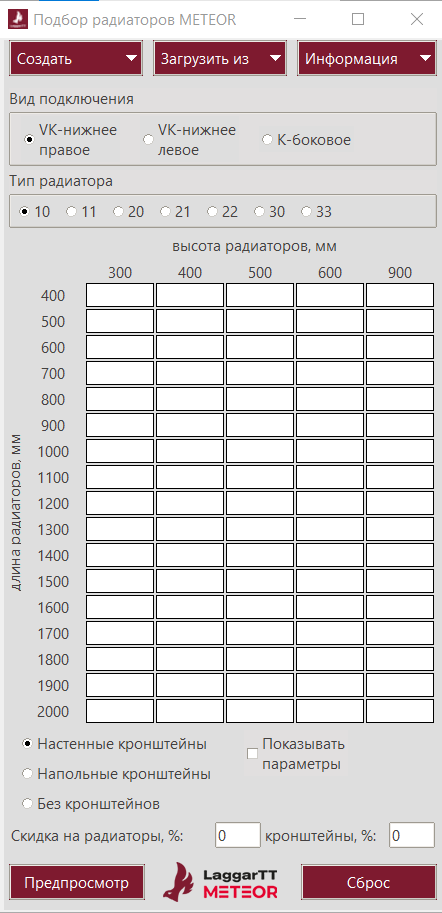 Подбор радиаторов METEOR
Создать Загрузить из Информация
Вид подключения
VK-нижнее правое
VK-нижнее левое
K-боковое
Тип радиатора
10 11 20 21 22 30 33
высота радиаторов, мм
300 400 500 600 900
длина радиаторов, мм
400
500
600
700
800
900
1000
1100
1200
1300
1400
1500
1600
1700
1800
1900
2000
Настенные кронштейны
Показывать параметры
Напольные кронштейны
Без кронштейнов
Скидка на радиаторы, %: 0 кронштейны, %: 0
Предпросмотр
LaggarTT
METEOR
Сброс